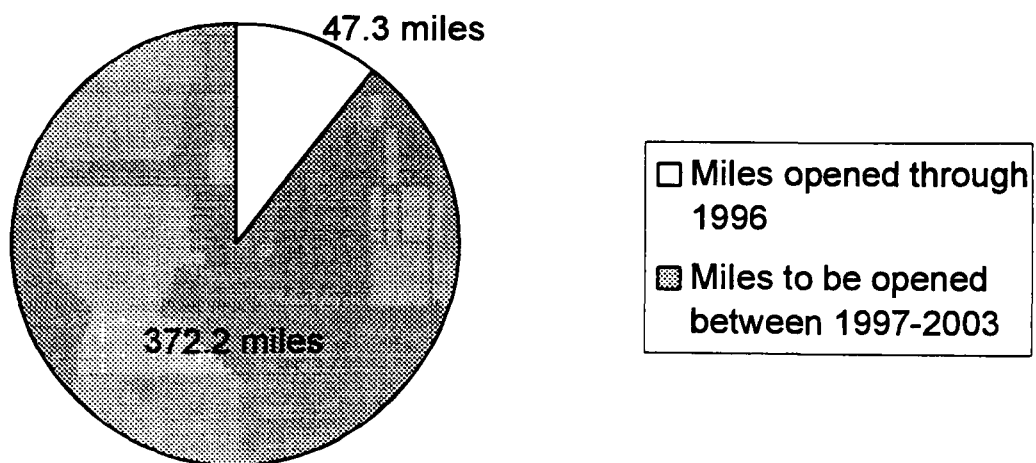 47.3 miles
372.2 miles
Miles opened through
1996
Miles to be opened
between 1997-2003